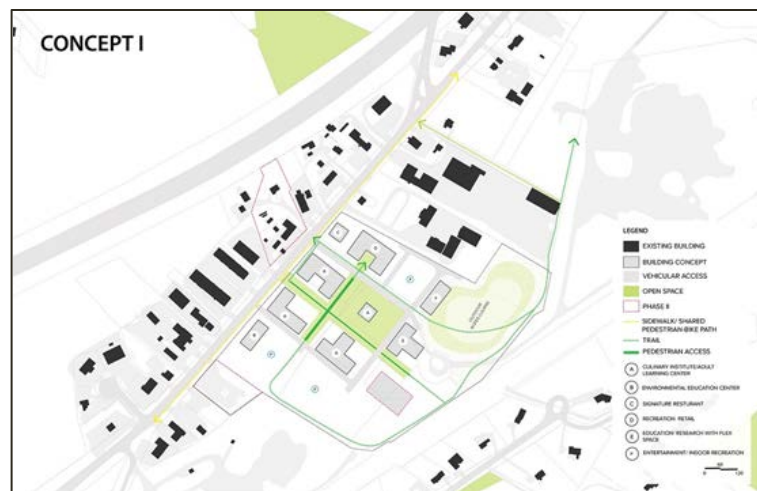 CONCEPT I
LEGEND
EXISTING BUILDING
BUILDING CONCEPT
VEHICULAR ACCESS
OPEN SPACE
PHASE II
SIDEWALK/ SHARED
PEDESTRIAN-BIKE PATH
TRAIL
PEDESTRIAN ACCESS
A CULINARY INSTITUTE/ADULT
LEARNING CENTER
B ENVIRONMENTAL EDUCATION CENTER
C SIGNATURE RESTURANT
D RECREATION RETAIL
E EDUCATION/ RESEARCH WITH FLEX
SPACE
F ENTERTAINMENT/ INDOOR RECREATION